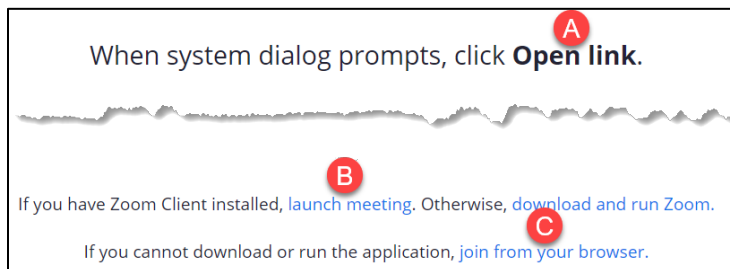 A
When system dialog prompts, click Open link.
B
If you have Zoom Client installed, launch meeting. Otherwise, download and run Zoom.
C
If you cannot download or run the application, join from your browser.